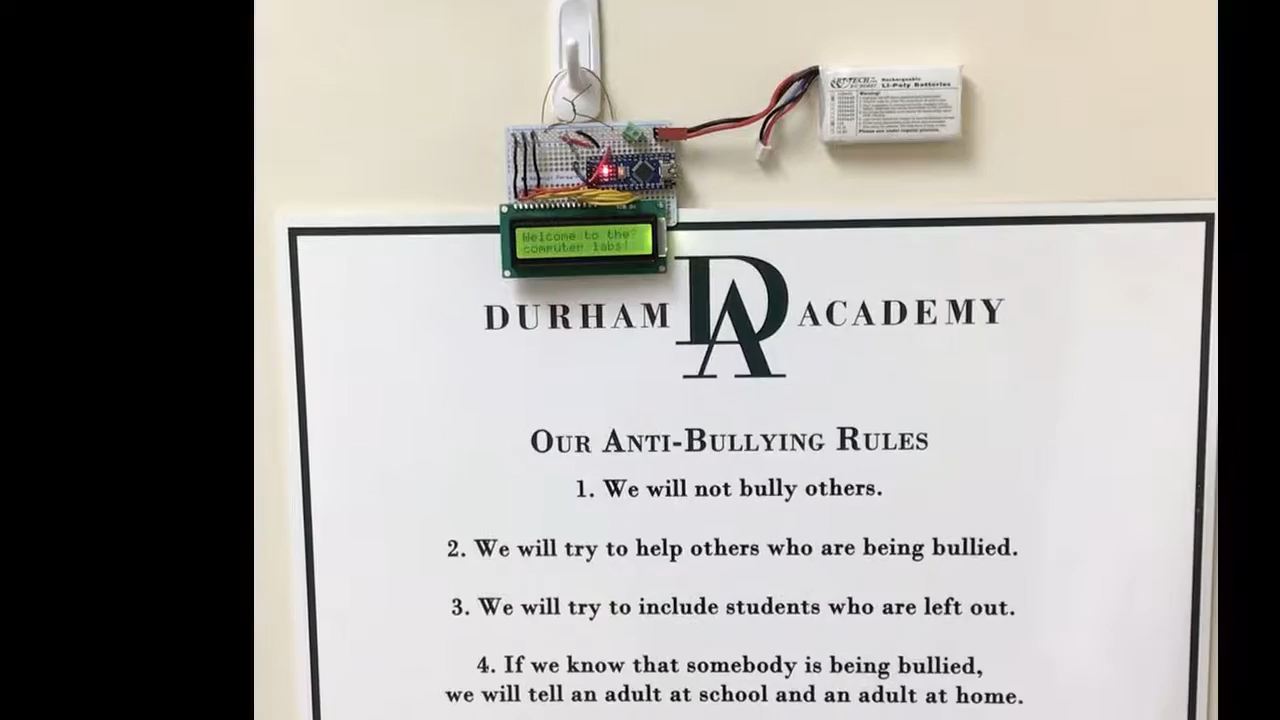 Rechargeable
Li-Poly Batteries
Warning!
Welcome to the
computer labs!
DURHAM DA ACADEMY
OUR ANTI-BULLYING RULES
1. We will not bully others.
2. We will try to help others who are being bullied.
3. We will try to include students who are left out.
4. If we know that somebody is being bullied,
we will tell an adult at school and an adult at home.